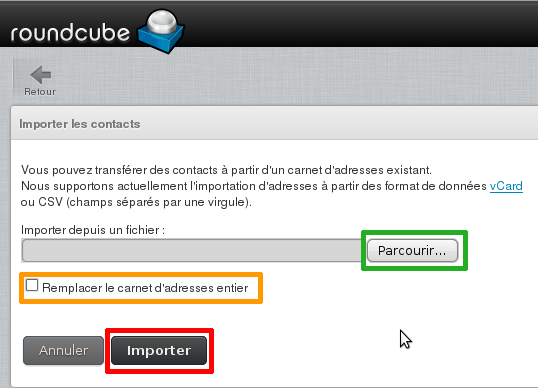 roundcube
Retour
Importer les contacts
Vous pouvez transférer des contacts à partir d'un carnet d'adresses existant.
Nous supportons actuellement l'importation d'adresses à partir des format de données vCard
ou CSV (champs séparés par une virgule).
Importer depuis un fichier :
Parcourir...
Remplacer le carnet d'adresses entier
Annuler
Importer